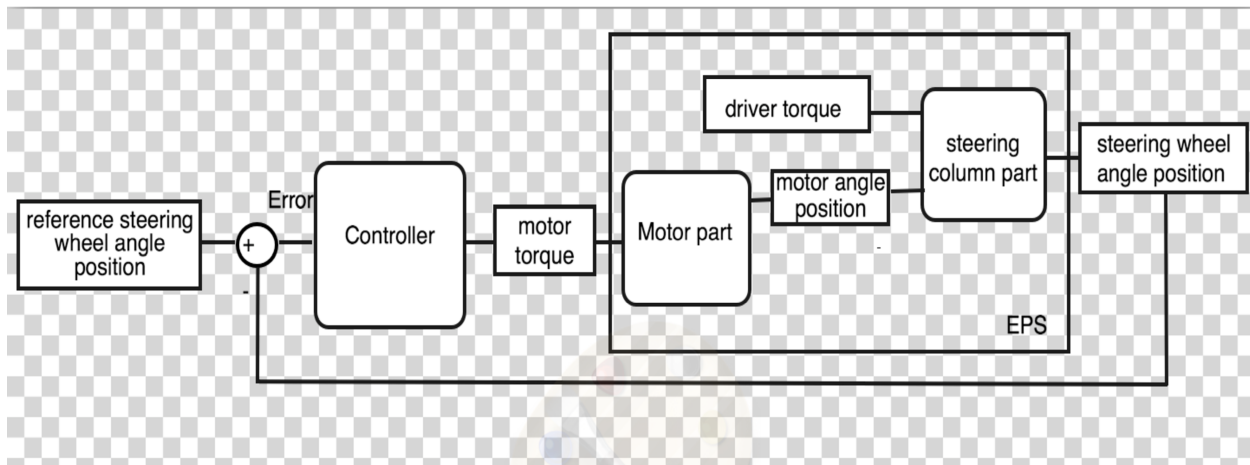 reference steering
wheel angle
position
+
-
Error
Controller
motor
torque
Motor part
motor angle
position
driver torque
steering
column part
EPS
steering wheel
angle position